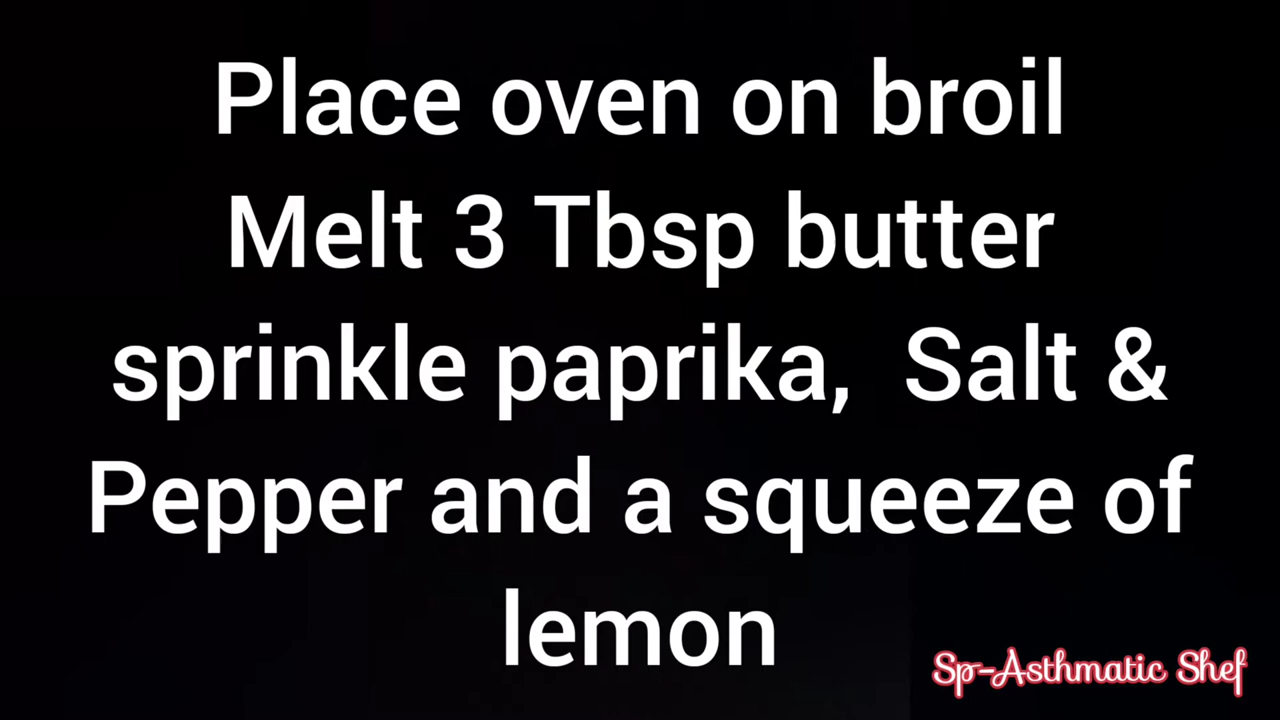 Place oven on broil
Melt 3 Tbsp butter
sprinkle paprika,  Salt &
Pepper and a squeeze of
lemon
Sp-Asthmatic Shef